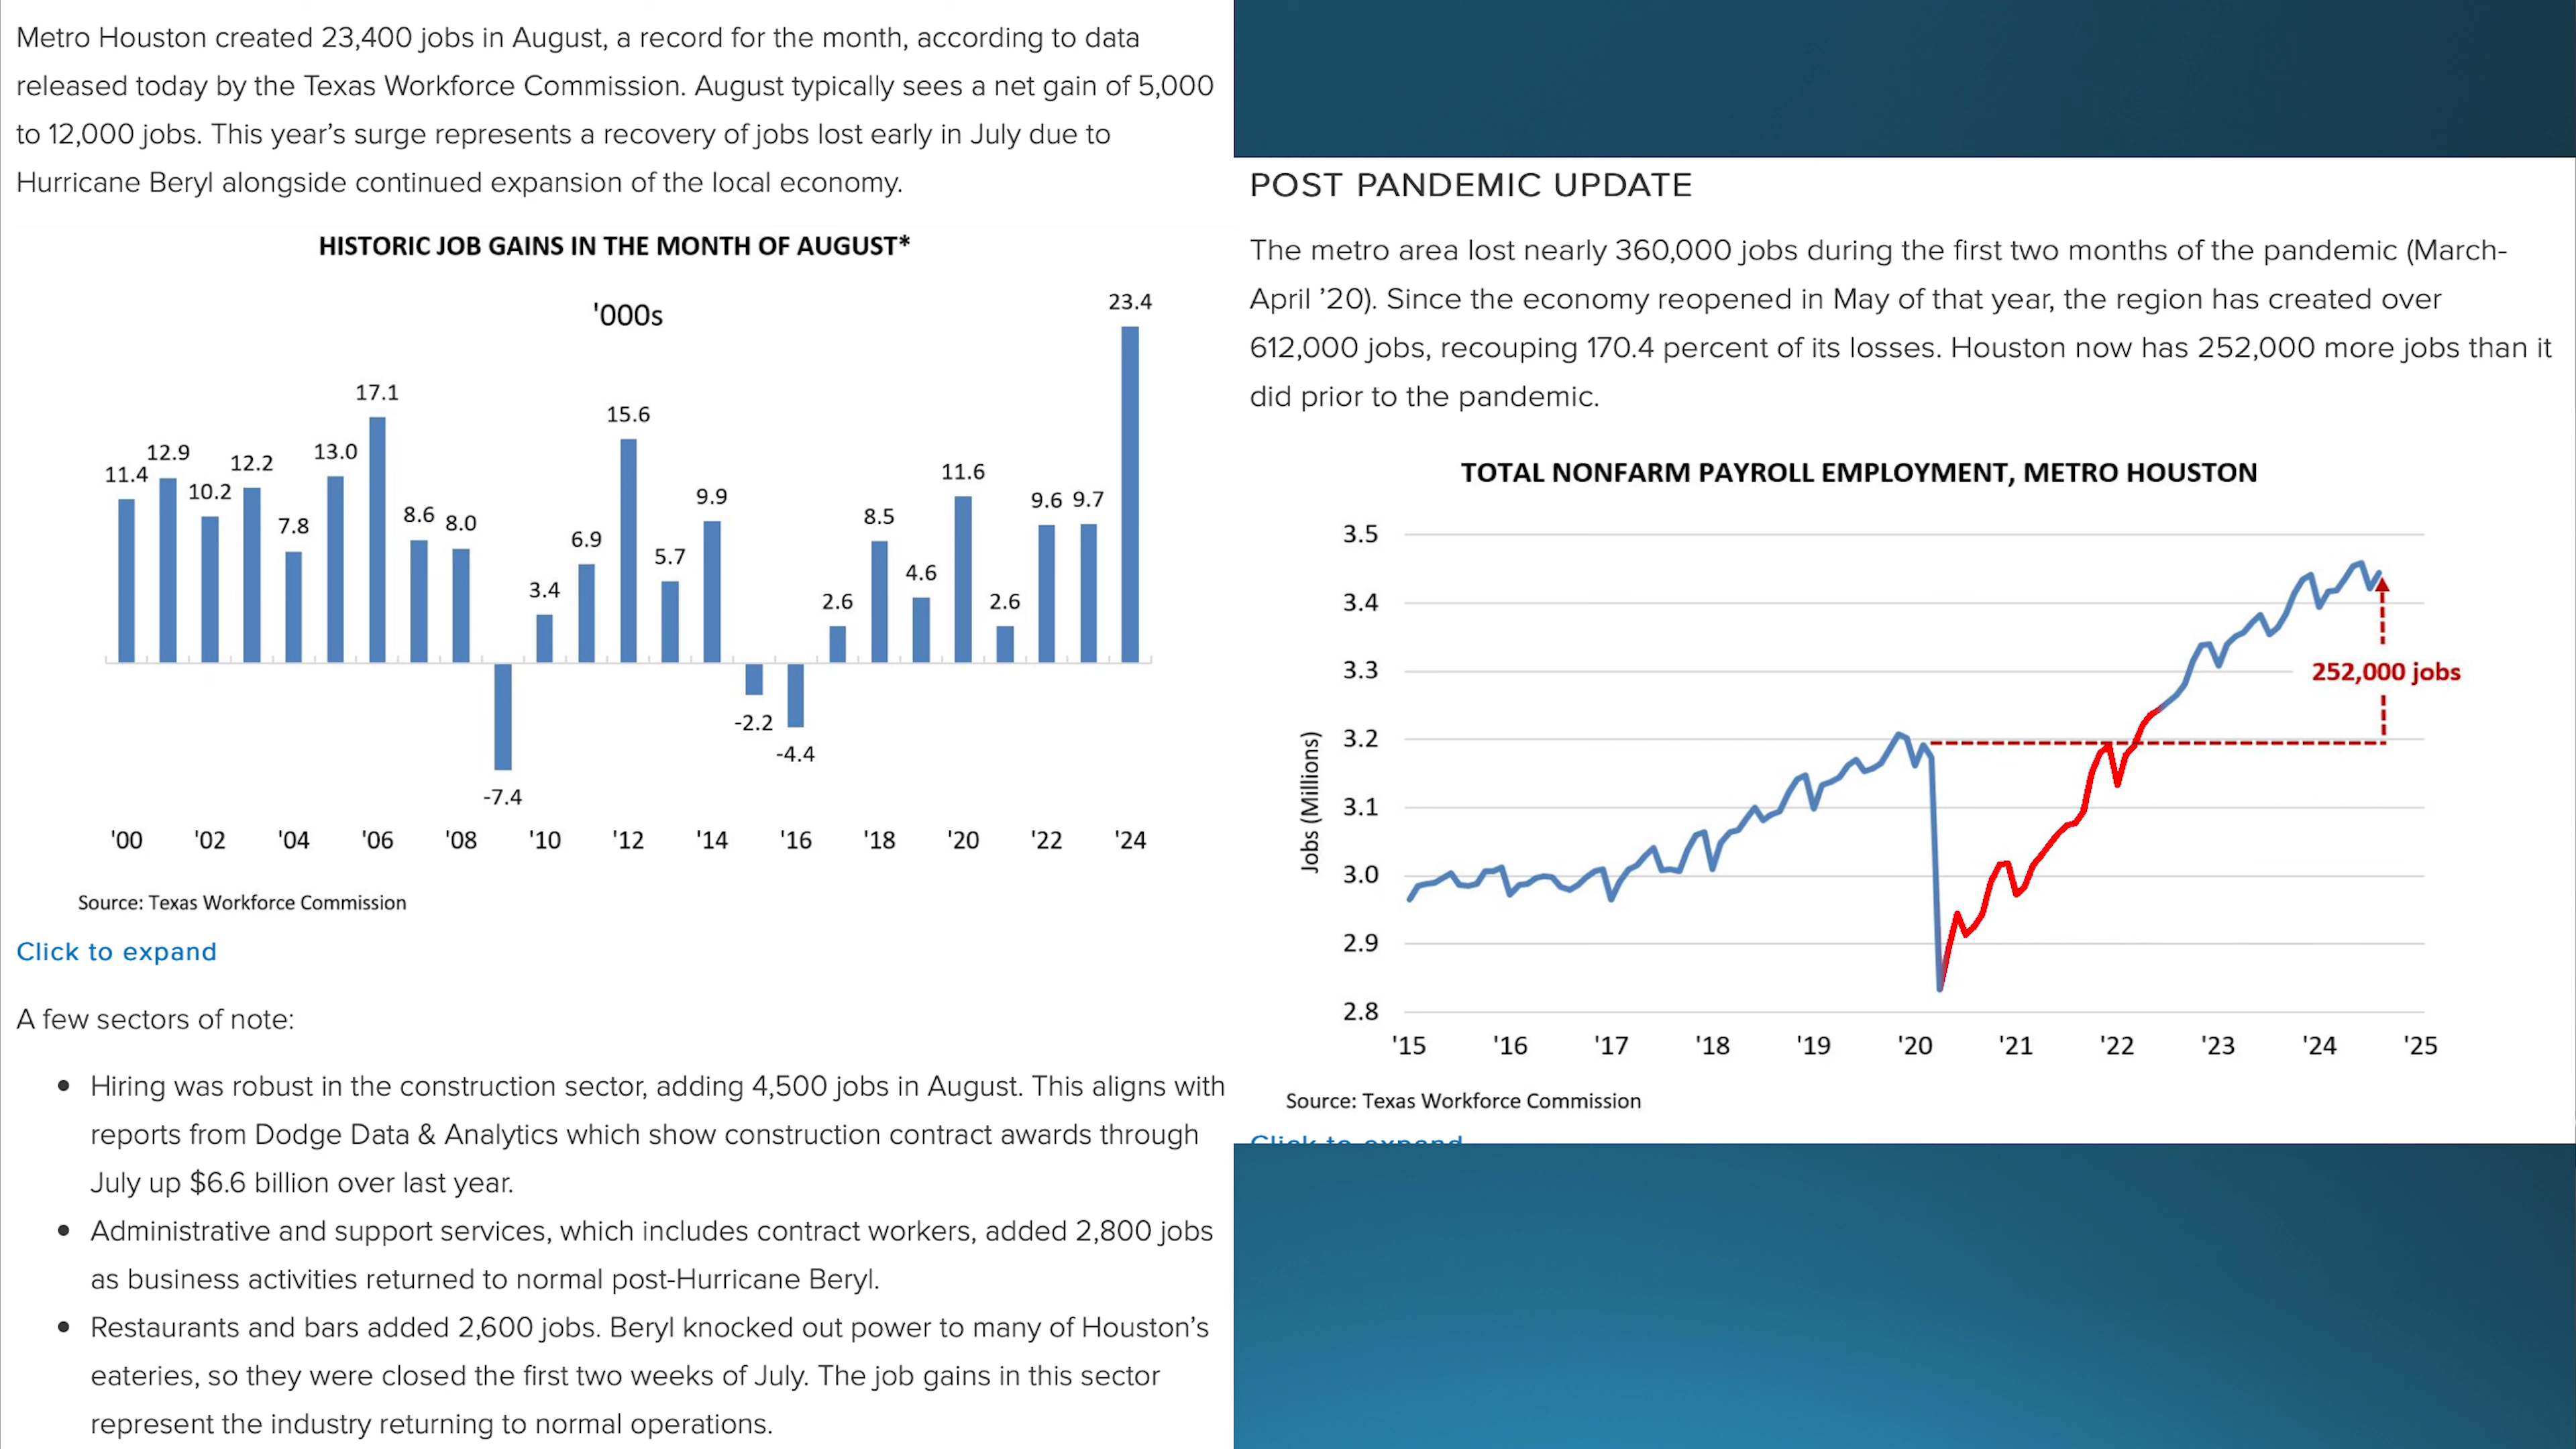 Metro Houston created 23,400 jobs in August, a record for the month, according to data
released today by the Texas Workforce Commission. August typically sees a net gain of 5,000
to 12,000 jobs. This year’s surge represents a recovery of jobs lost early in July due to
Hurricane Beryl alongside continued expansion of the local economy.
HISTORIC JOB GAINS IN THE MONTH OF AUGUST*
'000s
11.4 12.9 10.2 12.2 7.8 13.0 17.1 8.6 8.0 -7.4 3.4 6.9 15.6 5.7 9.9 -2.2 -4.4 2.6 8.5 4.6 11.6 2.6 9.6 9.7 23.4
'00 '02 '04 '06 '08 '10 '12 '14 '16 '18 '20 '22 '24
Source: Texas Workforce Commission
Click to expand
A few sectors of note:
• Hiring was robust in the construction sector, adding 4,500 jobs in August. This aligns with
reports from Dodge Data & Analytics which show construction contract awards through
July up $6.6 billion over last year.
• Administrative and support services, which includes contract workers, added 2,800 jobs
as business activities returned to normal post-Hurricane Beryl.
• Restaurants and bars added 2,600 jobs. Beryl knocked out power to many of Houston’s
eateries, so they were closed the first two weeks of July. The job gains in this sector
represent the industry returning to normal operations.
POST PANDEMIC UPDATE
The metro area lost nearly 360,000 jobs during the first two months of the pandemic (March-
April ’20). Since the economy reopened in May of that year, the region has created over
612,000 jobs, recouping 170.4 percent of its losses. Houston now has 252,000 more jobs than it
did prior to the pandemic.
TOTAL NONFARM PAYROLL EMPLOYMENT, METRO HOUSTON
Jobs (Millions)
3.5
3.4
3.3
252,000 jobs
3.2
3.1
3.0
2.9
2.8
'15 '16 '17 '18 '19 '20 '21 '22 '23 '24 '25
Source: Texas Workforce Commission
Click to expand